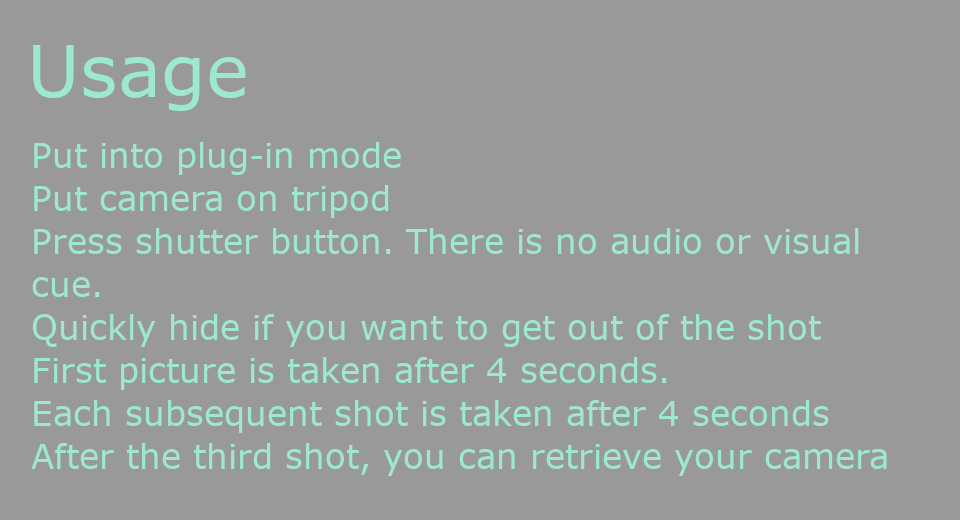 Usage
Put into plug-in mode
Put camera on tripod
Press shutter button. There is no audio or visual
cue.
Quickly hide if you want to get out of the shot
First picture is taken after 4 seconds.
Each subsequent shot is taken after 4 seconds
After the third shot, you can retrieve your camera